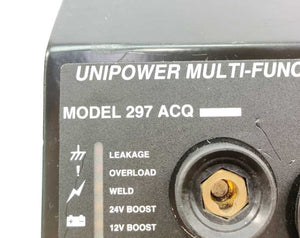 UNIPOWER MULTI-FUNC
MODEL 297 ACQ
LEAKAGE
! OVERLOAD
WELD
24V BOOST
12V BOOST